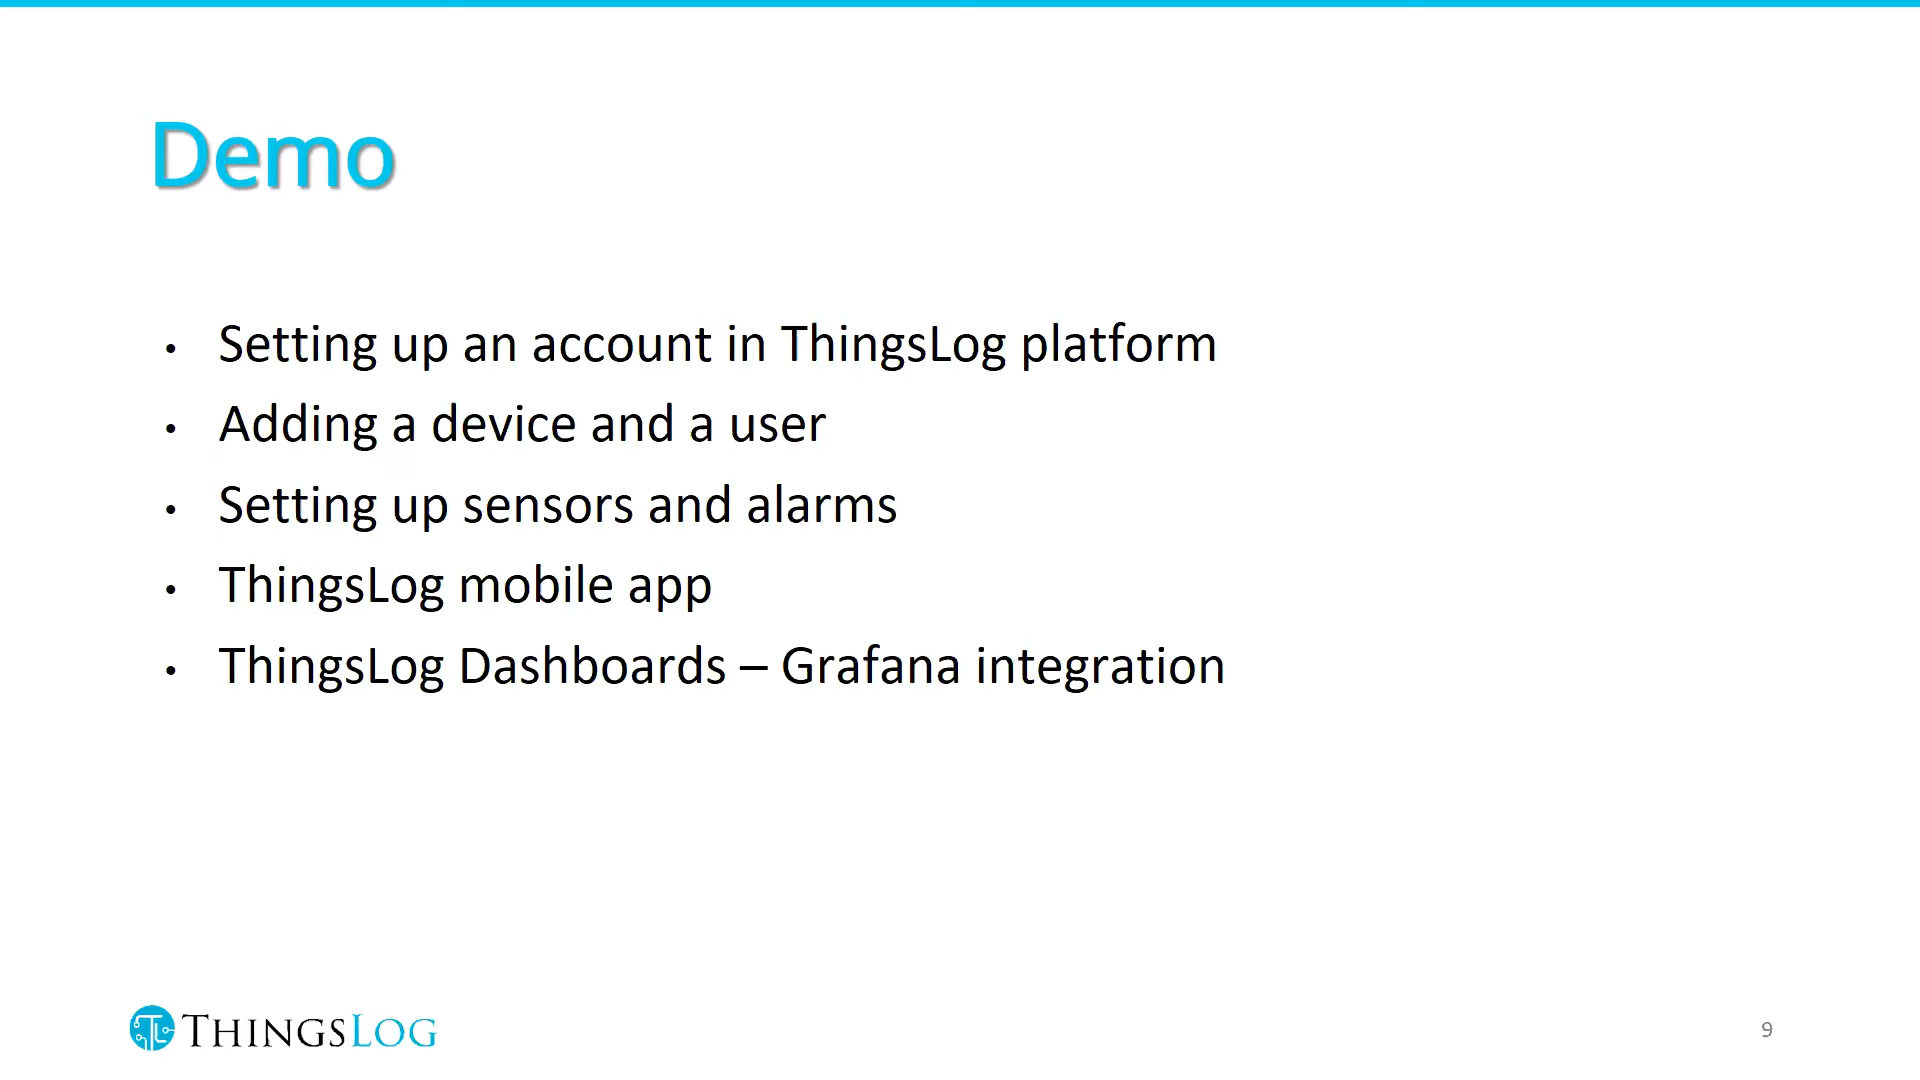 Demo
• Setting up an account in ThingsLog platform
• Adding a device and a user
• Setting up sensors and alarms
• ThingsLog mobile app
• ThingsLog Dashboards – Grafana integration
TL THINGSLOG
9